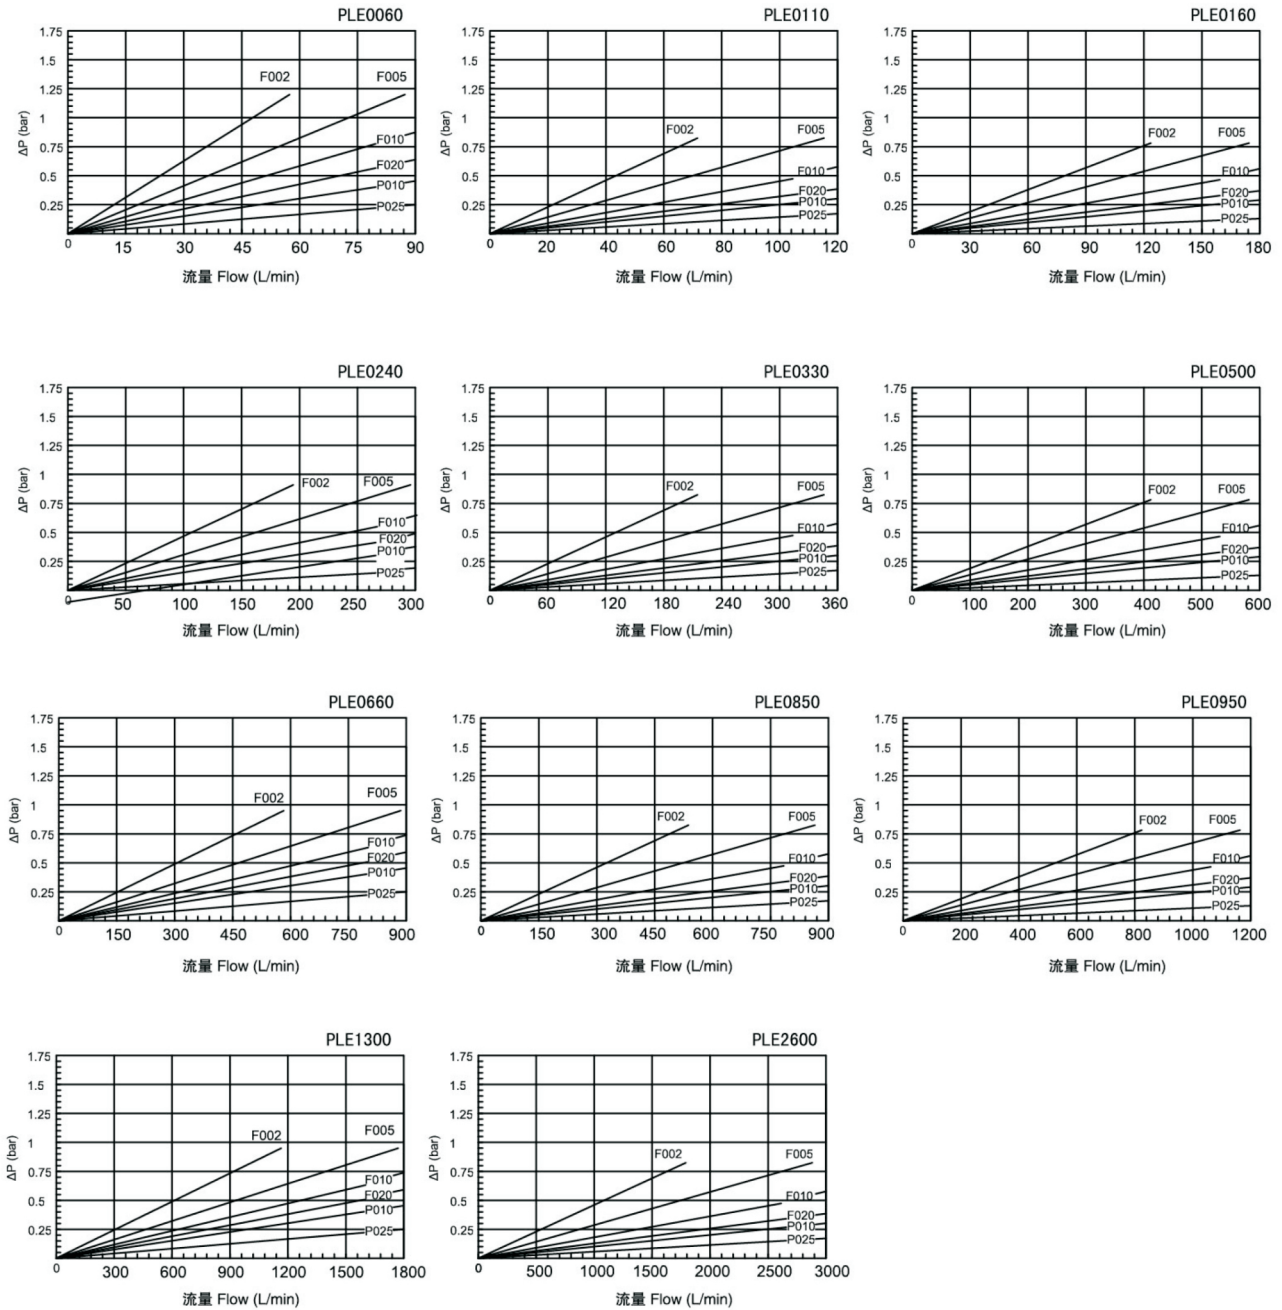 PLE0060
1.75
1.5
1.25
1
0.75
0.5
0.25
ΔP (bar)
F002
F005
F010
F020
P010
P025
0 15 30 45 60 75 90
流量 Flow (L/min)
PLE0110
1.75
1.5
1.25
1
0.75
0.5
0.25
ΔP (bar)
F002
F005
F010
F020
P010
P025
0 20 40 60 80 100 120
流量 Flow (L/min)
PLE0160
1.75
1.5
1.25
1
0.75
0.5
0.25
ΔP (bar)
F002
F005
F010
F020
P010
P025
0 30 60 90 120 150 180
流量 Flow (L/min)
PLE0240
1.75
1.5
1.25
1
0.75
0.5
0.25
ΔP (bar)
F002
F005
F010
F020
P010
P025
0 50 100 150 200 250 300
流量 Flow (L/min)
PLE0330
1.75
1.5
1.25
1
0.75
0.5
0.25
ΔP (bar)
F002
F005
F010
F020
P010
P025
0 60 120 180 240 300 360
流量 Flow (L/min)
PLE0500
1.75
1.5
1.25
1
0.75
0.5
0.25
ΔP (bar)
F002
F005
F010
F020
P010
P025
0 100 200 300 400 500 600
流量 Flow (L/min)
PLE0660
1.75
1.5
1.25
1
0.75
0.5
0.25
ΔP (bar)
F002
F005
F010
F020
P010
P025
0 150 300 450 600 750 900
流量 Flow (L/min)
PLE0850
1.75
1.5
1.25
1
0.75
0.5
0.25
ΔP (bar)
F002
F005
F010
F020
P010
P025
0 150 300 450 600 750 900
流量 Flow (L/min)
PLE0950
1.75
1.5
1.25
1
0.75
0.5
0.25
ΔP (bar)
F002
F005
F010
F020
P010
P025
0 200 400 600 800 1000 1200
流量 Flow (L/min)
PLE1300
1.75
1.5
1.25
1
0.75
0.5
0.25
ΔP (bar)
F002
F005
F010
F020
P010
P025
0 300 600 900 1200 1500 1800
流量 Flow (L/min)
PLE2600
1.75
1.5
1.25
1
0.75
0.5
0.25
ΔP (bar)
F002
F005
F010
F020
P010
P025
0 500 1000 1500 2000 2500 3000
流量 Flow (L/min)